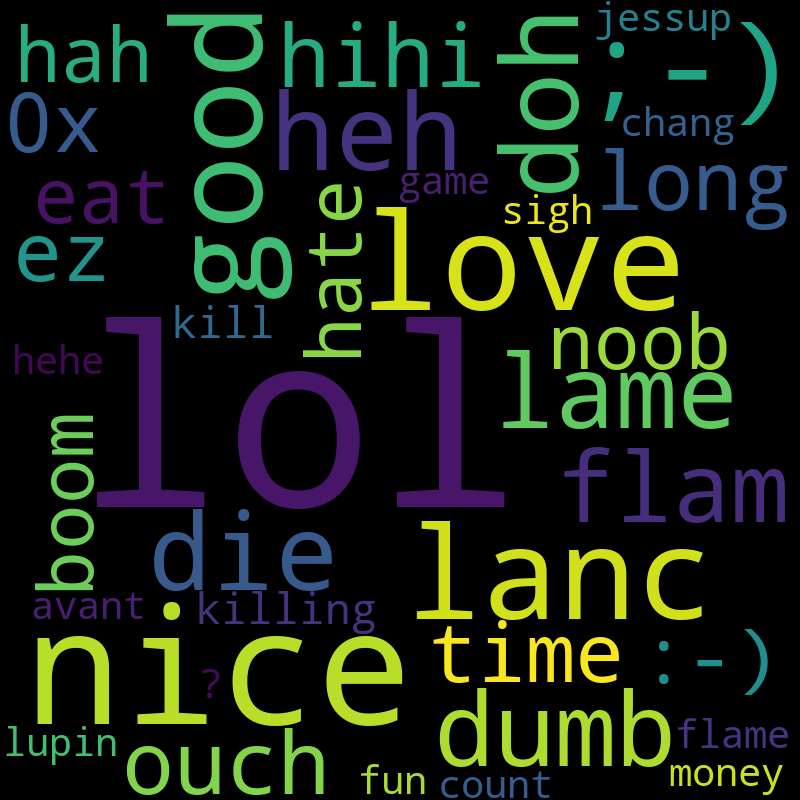 jessup
hah
good
hihi
doh
;-)
0x
heh
chang
eat
game
long
hate
sigh
ez
love
kill
noob
hehe
lol
lame
boom
flam
die
lanc
avant
killing
nice
time
:-)
?
dumb
lupin
ouch
flame
fun
count
money